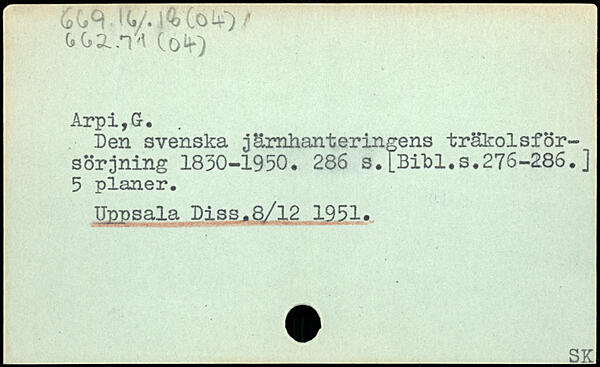 669.16/.18(04)
662.71(04)
Arpi,G.
Den svenska järnhanteringens träkolsför-
sörjning 1830-1950. 286 s.[Bibl.s.276-286.]
5 planer.
Uppsala Diss.8/12 1951.
SK